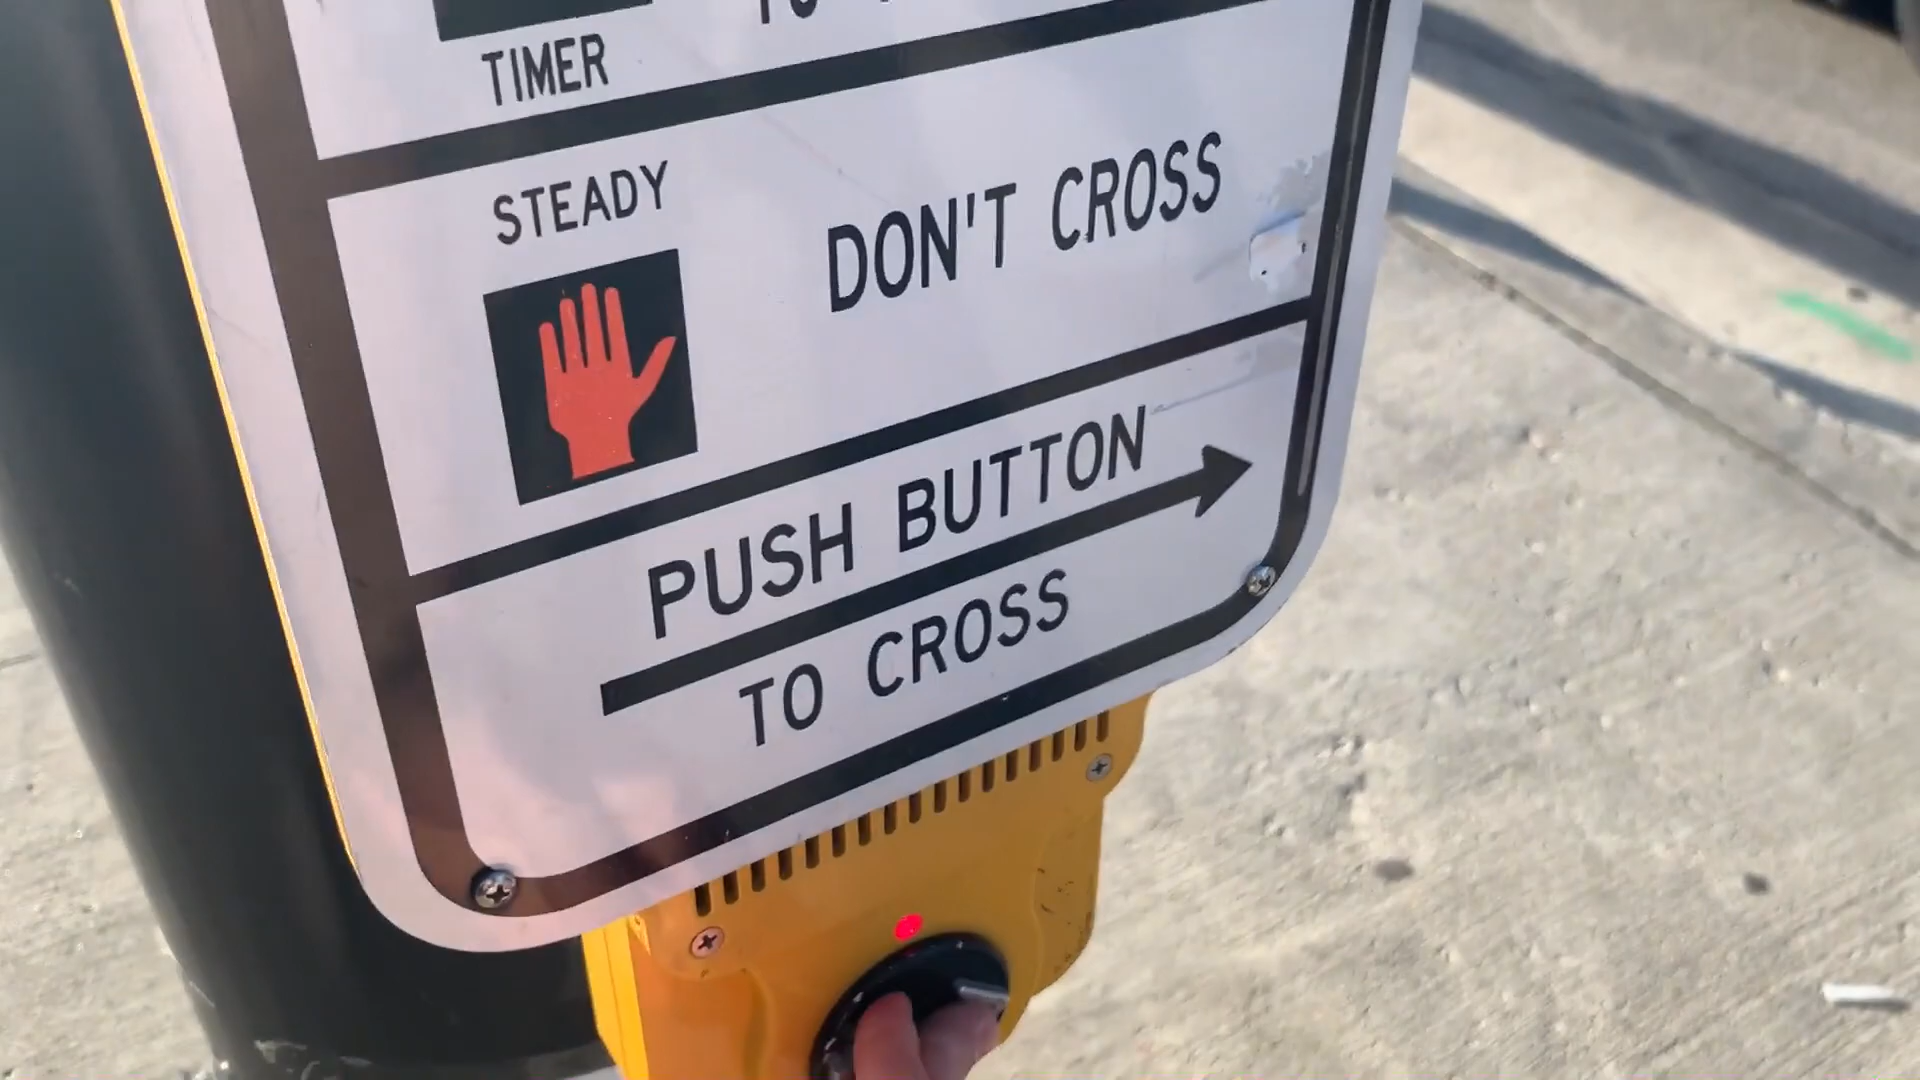 TIMER
STEADY
DON'T CROSS
PUSH BUTTON
TO CROSS